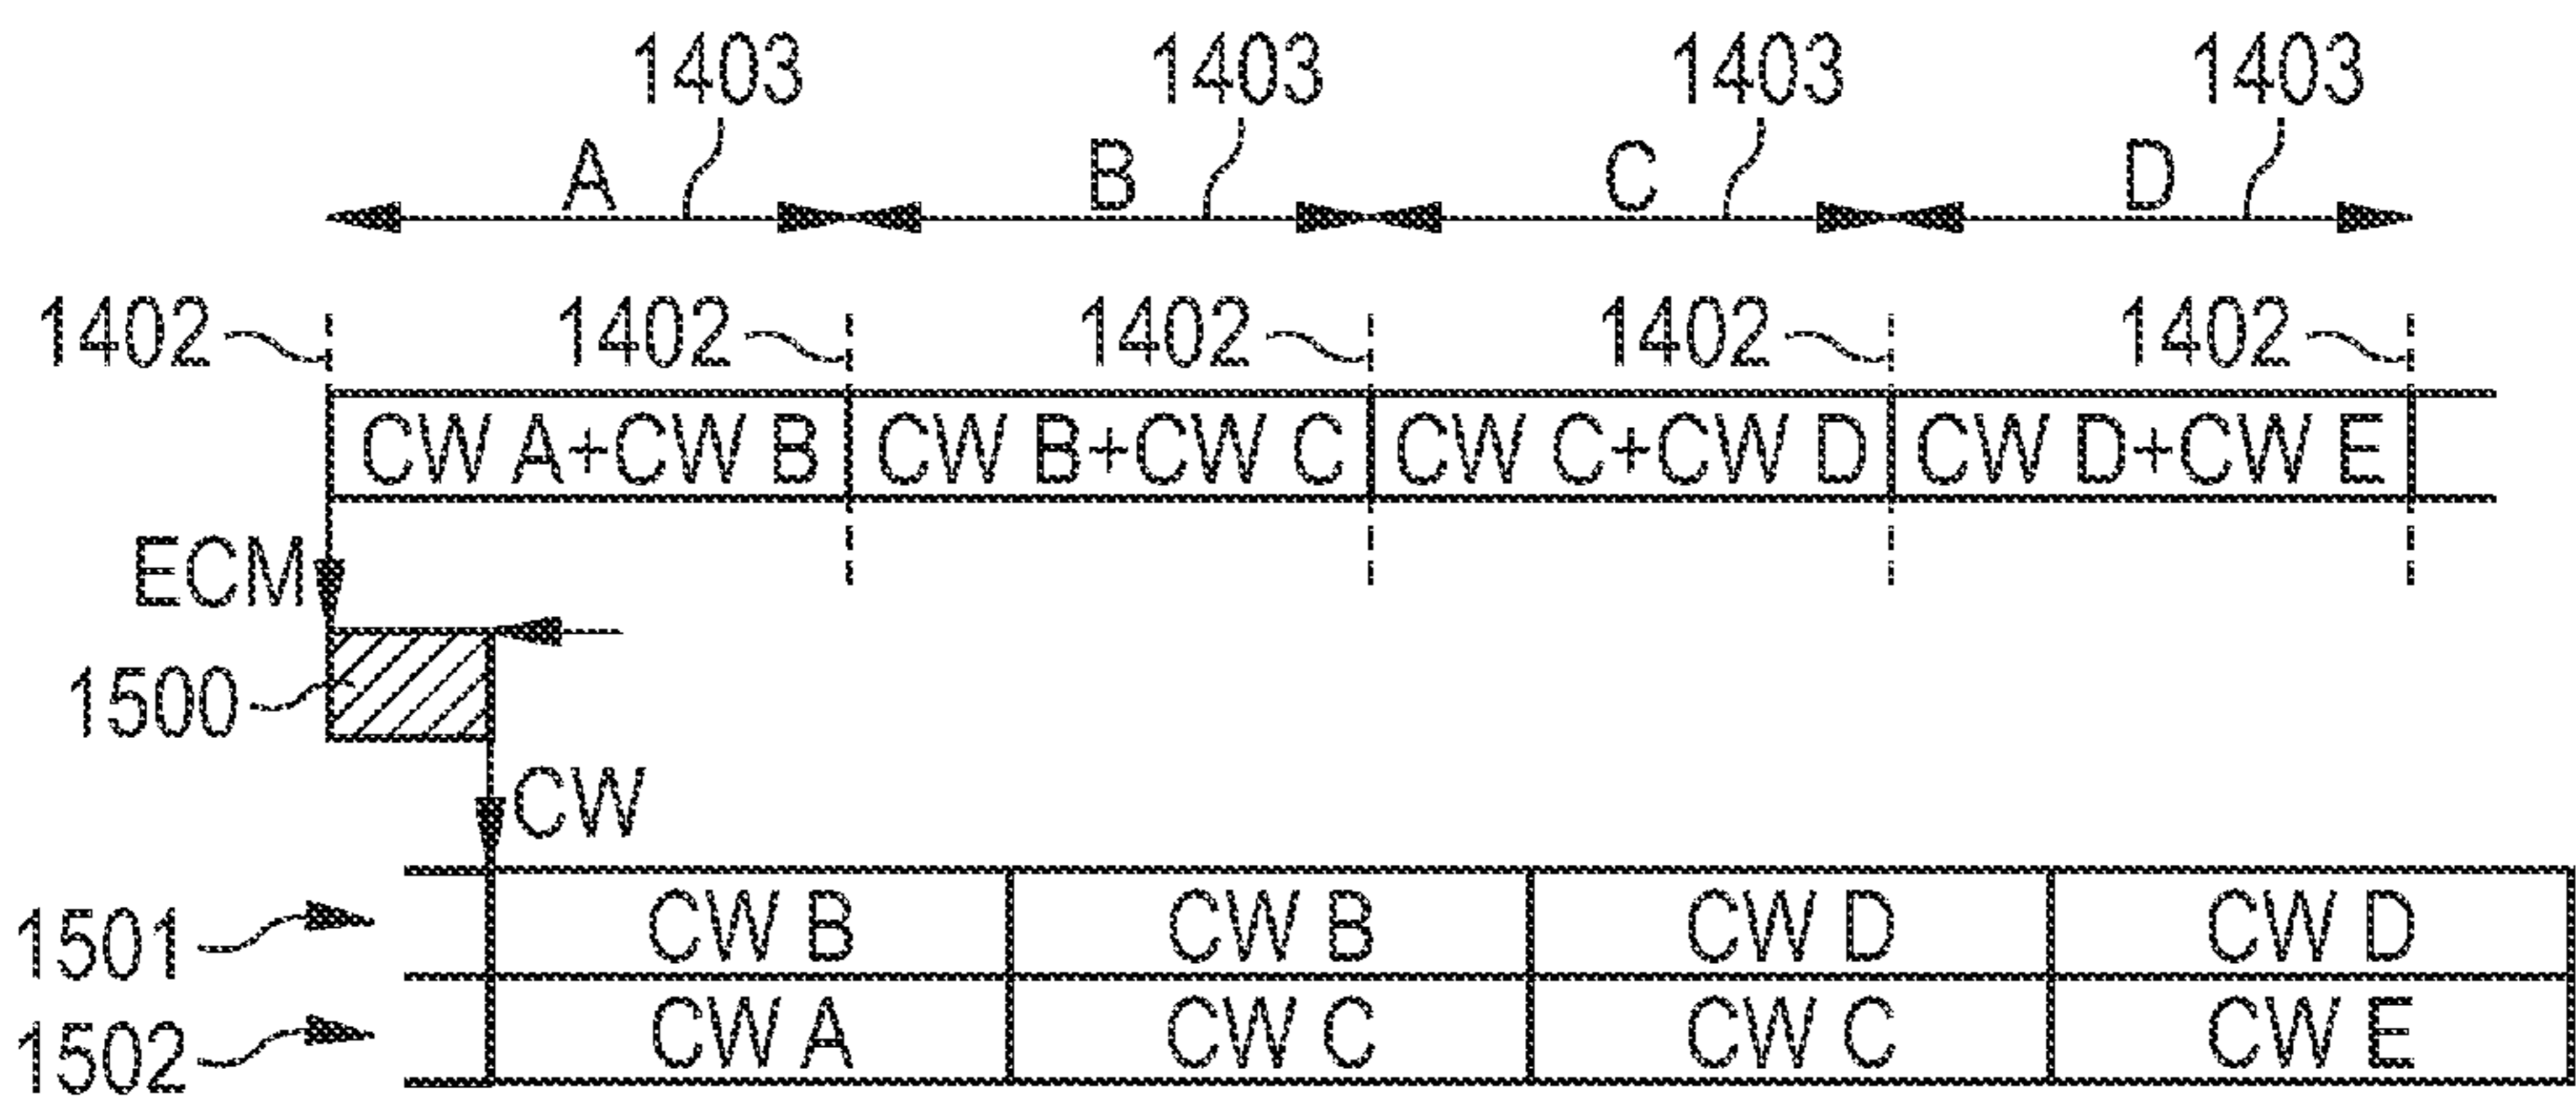 1403 1403 1403 1403
A B C D
1402 1402 1402 1402 1402
CW A+CW B CW B+CW C CW C+CW D CW D+CW E
ECM
1500
CW
1501 CW B CW B CW D CW D
1502 CW A CW C CW C CW E